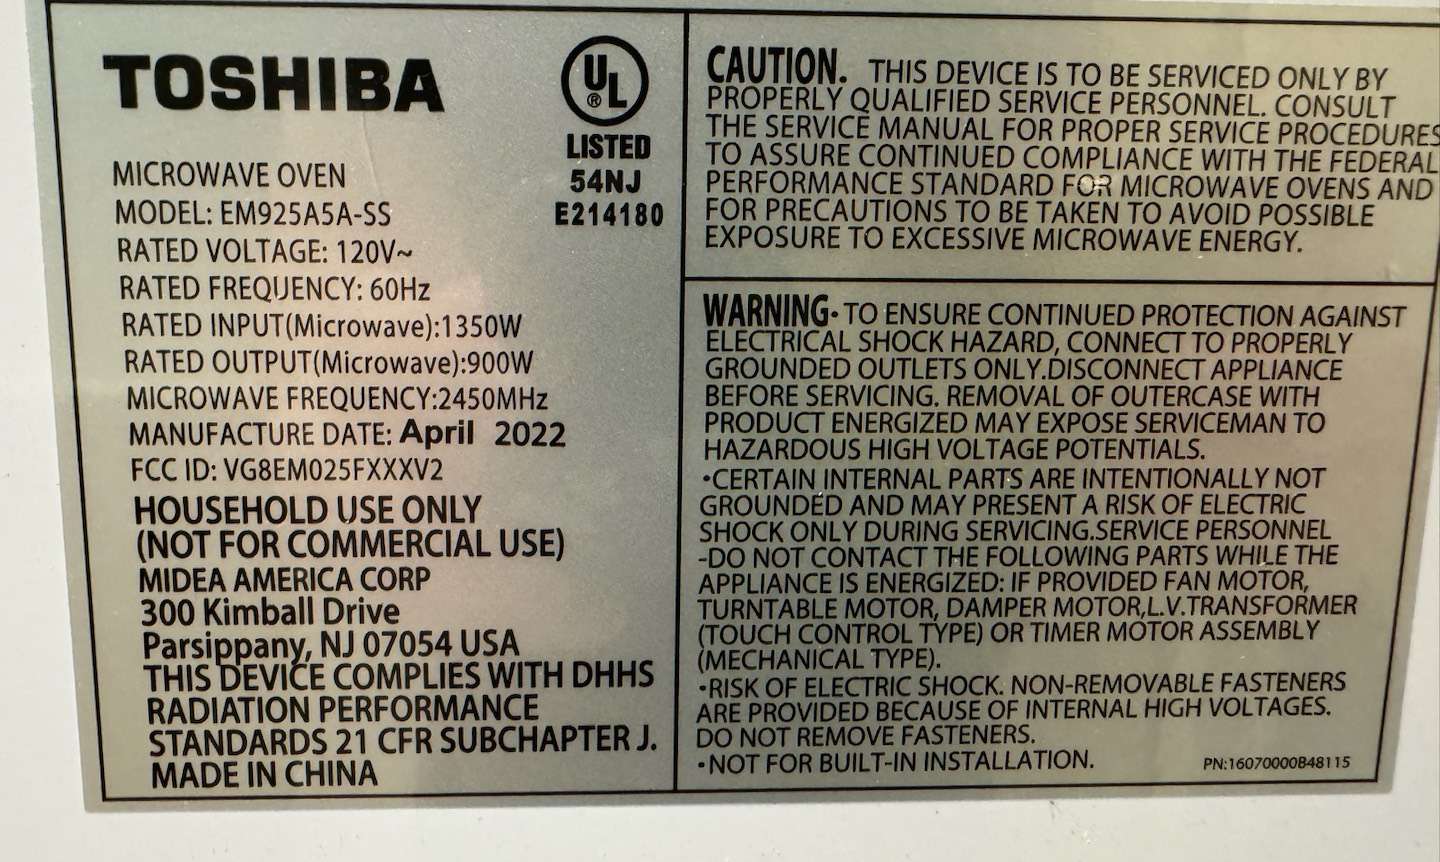 TOSHIBA
UL
®
LISTED
54NJ
E214180
MICROWAVE OVEN
MODEL: EM925A5A-SS
RATED VOLTAGE: 120V~
RATED FREQUENCY: 60Hz
RATED INPUT(Microwave):1350W
RATED OUTPUT(Microwave):900W
MICROWAVE FREQUENCY:2450MHz
MANUFACTURE DATE: April 2022
FCC ID: VG8EM025FXXXV2
HOUSEHOLD USE ONLY
(NOT FOR COMMERCIAL USE)
MIDEA AMERICA CORP
300 Kimball Drive
Parsippany, NJ 07054 USA
THIS DEVICE COMPLIES WITH DHHS
RADIATION PERFORMANCE
STANDARDS 21 CFR SUBCHAPTER J.
MADE IN CHINA
CAUTION. THIS DEVICE IS TO BE SERVICED ONLY BY
PROPERLY QUALIFIED SERVICE PERSONNEL. CONSULT
THE SERVICE MANUAL FOR PROPER SERVICE PROCEDURES
TO ASSURE CONTINUED COMPLIANCE WITH THE FEDERAL
PERFORMANCE STANDARD FOR MICROWAVE OVENS AND
FOR PRECAUTIONS TO BE TAKEN TO AVOID POSSIBLE
EXPOSURE TO EXCESSIVE MICROWAVE ENERGY.
WARNING· TO ENSURE CONTINUED PROTECTION AGAINST
ELECTRICAL SHOCK HAZARD, CONNECT TO PROPERLY
GROUNDED OUTLETS ONLY.DISCONNECT APPLIANCE
BEFORE SERVICING. REMOVAL OF OUTERCASE WITH
PRODUCT ENERGIZED MAY EXPOSE SERVICEMAN TO
HAZARDOUS HIGH VOLTAGE POTENTIALS.
·CERTAIN INTERNAL PARTS ARE INTENTIONALLY NOT
GROUNDED AND MAY PRESENT A RISK OF ELECTRIC
SHOCK ONLY DURING SERVICING.SERVICE PERSONNEL
-DO NOT CONTACT THE FOLLOWING PARTS WHILE THE
APPLIANCE IS ENERGIZED: IF PROVIDED FAN MOTOR,
TURNTABLE MOTOR, DAMPER MOTOR,L.V.TRANSFORMER
(TOUCH CONTROL TYPE) OR TIMER MOTOR ASSEMBLY
(MECHANICAL TYPE).
·RISK OF ELECTRIC SHOCK. NON-REMOVABLE FASTENERS
ARE PROVIDED BECAUSE OF INTERNAL HIGH VOLTAGES.
DO NOT REMOVE FASTENERS.
·NOT FOR BUILT-IN INSTALLATION.
PN:16070000B48115